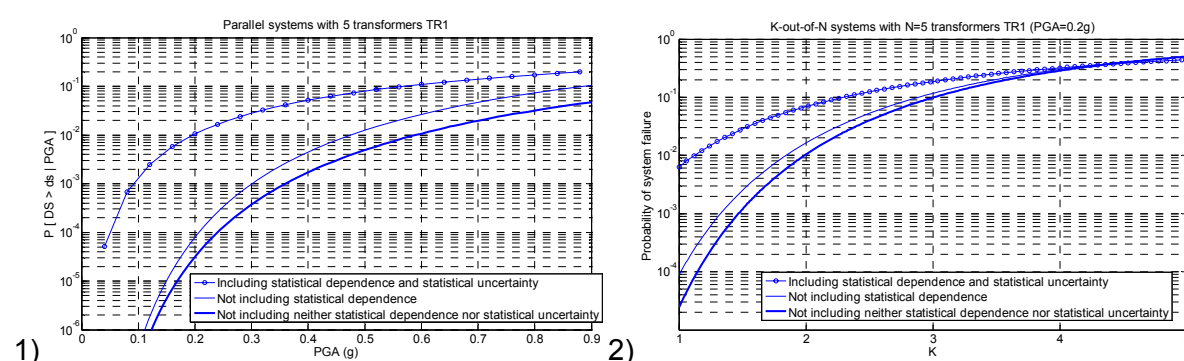 Parallel systems with 5 transformers TR1
10^0
10^-1
10^-2
10^-3
10^-4
10^-5
10^-6
P [ DS > ds | PGA ]
Including statistical dependence and statistical uncertainty
Not including statistical dependence
Not including neither statistical dependence nor statistical uncertainty
0 0.1 0.2 0.3 0.4 0.5 0.6 0.7 0.8 0.9
PGA (g)
1)
K-out-of-N systems with N=5 transformers TR1 (PGA=0.2g)
10^0
10^-1
10^-2
10^-3
10^-4
Probability of system failure
Including statistical dependence and statistical uncertainty
Not including statistical dependence
Not including neither statistical dependence nor statistical uncertainty
1 2 3 4
K
2)